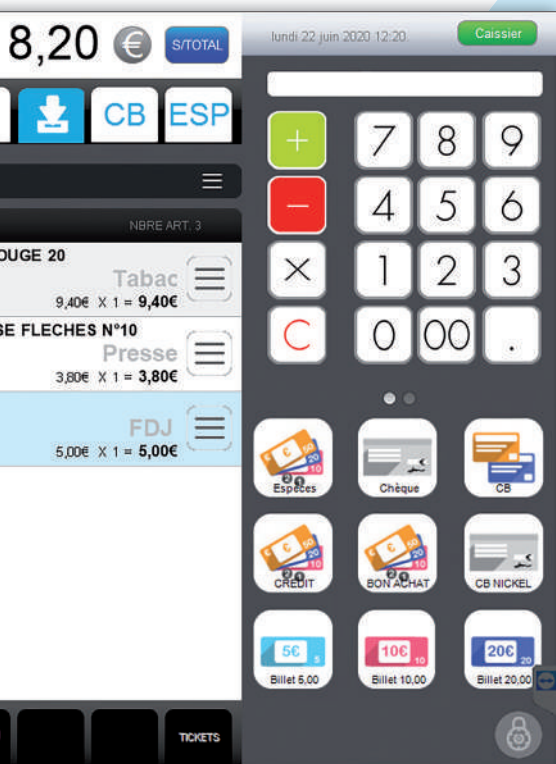 8,20 € S/TOTAL
CB ESP
NBRE ART. 3
OUGE 20
Tabac
9,40€ X 1 = 9,40€
SE FLECHES N°10
Presse
3,80€ X 1 = 3,80€
FDJ
5,00€ X 1 = 5,00€
TICKETS
lundi 22 juin 2020 12:20 Caissier
+ 7 8 9
− 4 5 6
× 1 2 3
C 0 00 .
Espèces Chèque CB
CREDIT BON ACHAT CB NICKEL
5€ 5 10€ 10 20€ 20
Billet 5,00 Billet 10,00 Billet 20,00